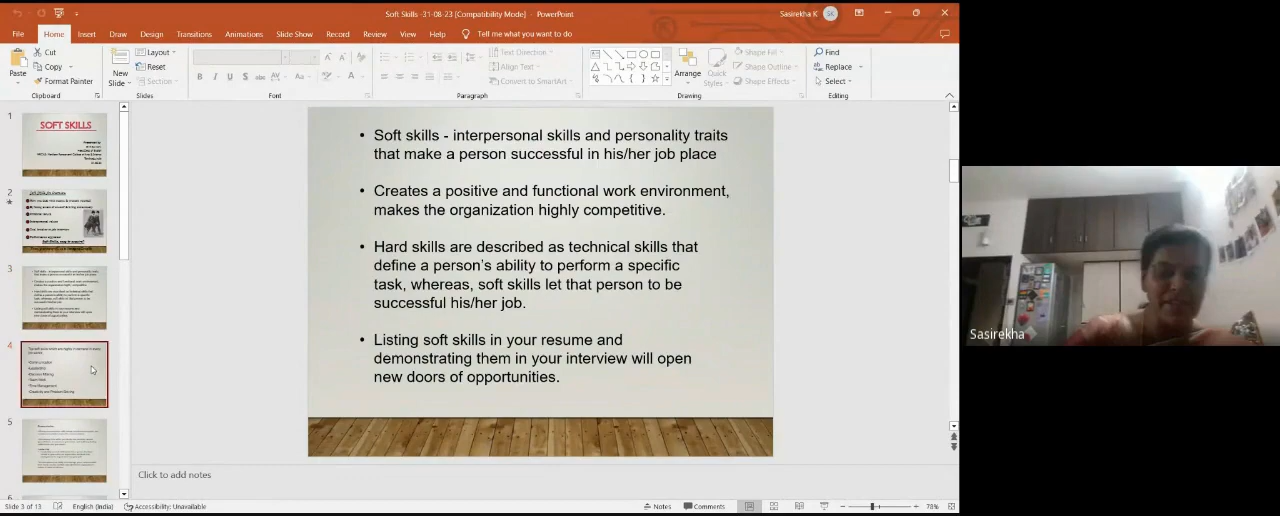 Soft Skills -31-08-23 [Compatibility Mode] - PowerPoint
Sasirekha K
SK
File Home Insert Draw Design Transitions Animations Slide Show Record Review View Help Tell me what you want to do
Cut
Copy
Format Painter
Paste
Clipboard
New
Slide
Layout
Reset
Section
Slides
Font
Text Direction
Align Text
Convert to SmartArt
Paragraph
Arrange
Quick
Styles
Shape Fill
Shape Outline
Shape Effects
Drawing
Find
Replace
Select
Editing
1
SOFT SKILLS
2
3
4
5
• Soft skills - interpersonal skills and personality traits
that make a person successful in his/her job place
• Creates a positive and functional work environment,
makes the organization highly competitive.
• Hard skills are described as technical skills that
define a person's ability to perform a specific
task, whereas, soft skills let that person to be
successful his/her job.
• Listing soft skills in your resume and
demonstrating them in your interview will open
new doors of opportunities.
Click to add notes
Slide 3 of 13 English (India) Accessibility: Unavailable Notes Comments 78%
Sasirekha